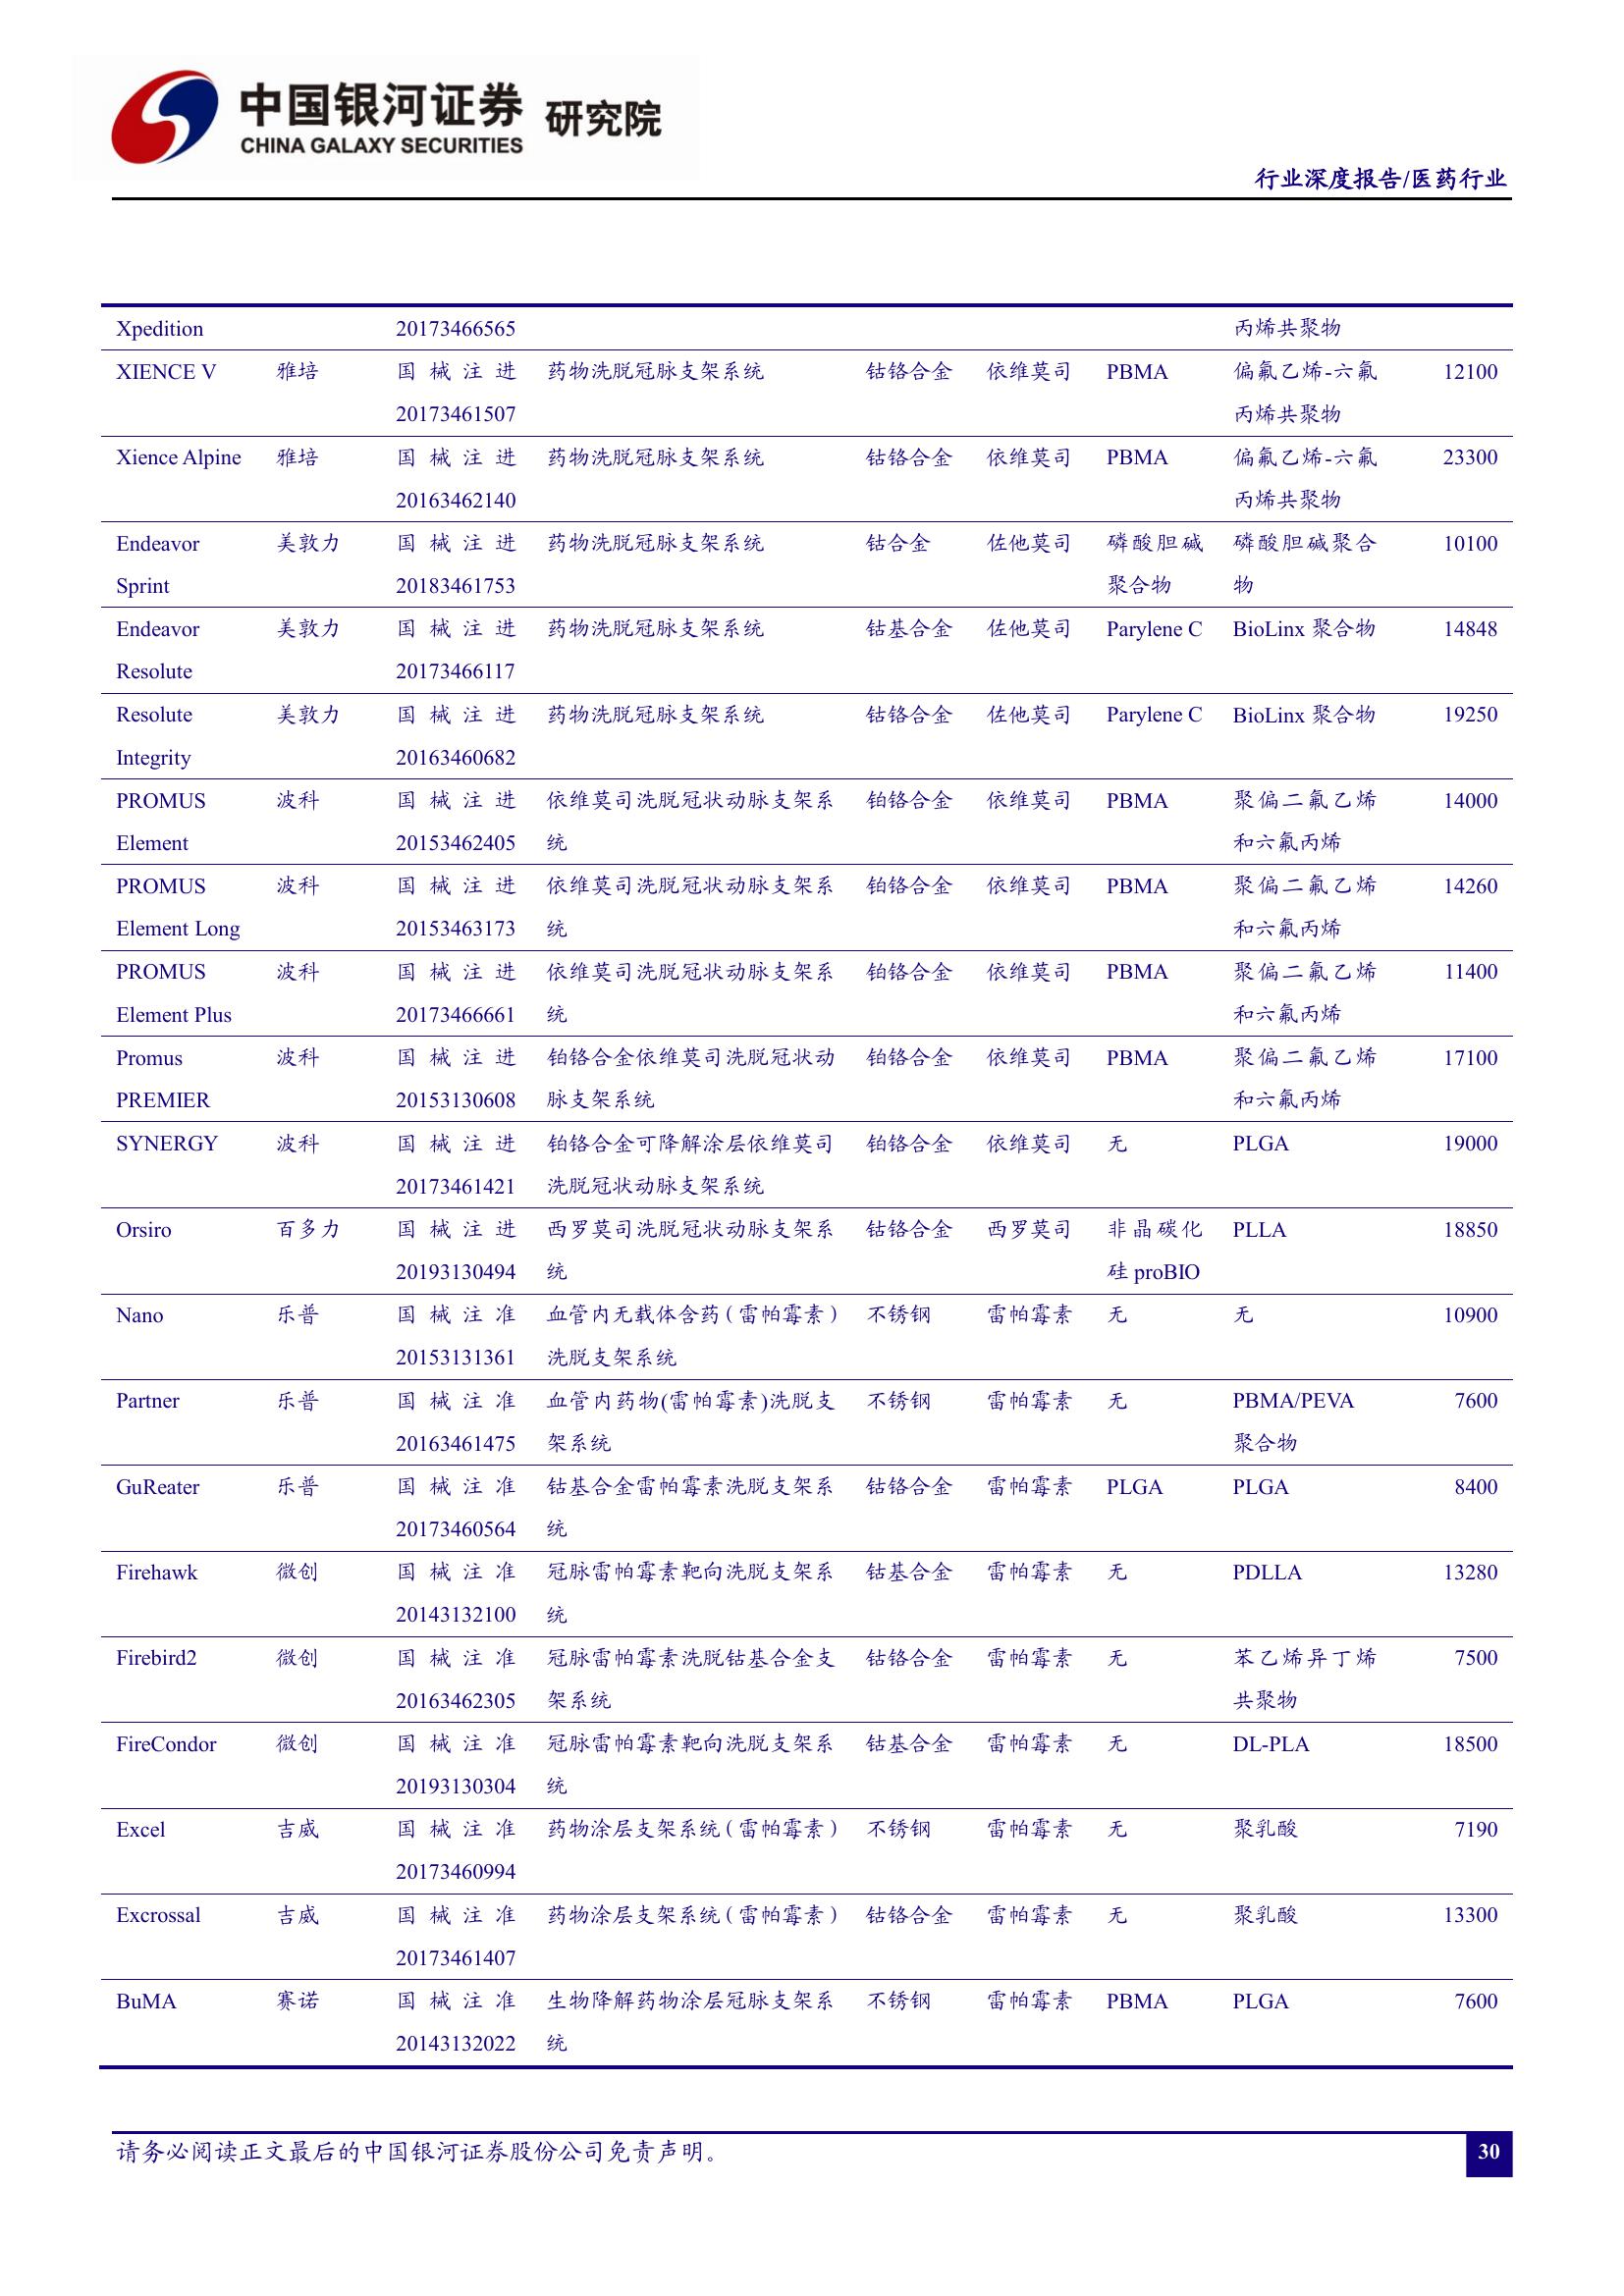 中国银河证券 研究院
CHINA GALAXY SECURITIES
行业深度报告/医药行业
Xpedition 20173466565 丙烯共聚物
XIENCE V 雅培 国械注进 药物洗脱冠脉支架系统 钴铬合金 依维莫司 PBMA 偏氟乙烯-六氟 12100
20173461507 丙烯共聚物
Xience Alpine 雅培 国械注进 药物洗脱冠脉支架系统 钴铬合金 依维莫司 PBMA 偏氟乙烯-六氟 23300
20163462140 丙烯共聚物
Endeavor 美敦力 国械注进 药物洗脱冠脉支架系统 钴合金 佐他莫司 磷酸胆碱 磷酸胆碱聚合 10100
Sprint 20183461753 聚合物 物
Endeavor 美敦力 国械注进 药物洗脱冠脉支架系统 钴基合金 佐他莫司 Parylene C BioLinx 聚合物 14848
Resolute 20173466117
Resolute 美敦力 国械注进 药物洗脱冠脉支架系统 钴铬合金 佐他莫司 Parylene C BioLinx 聚合物 19250
Integrity 20163460682
PROMUS 波科 国械注进 依维莫司洗脱冠状动脉支架系 铂铬合金 依维莫司 PBMA 聚偏二氟乙烯 14000
Element 20153462405 统 和六氟丙烯
PROMUS 波科 国械注进 依维莫司洗脱冠状动脉支架系 铂铬合金 依维莫司 PBMA 聚偏二氟乙烯 14260
Element Long 20153463173 统 和六氟丙烯
PROMUS 波科 国械注进 依维莫司洗脱冠状动脉支架系 铂铬合金 依维莫司 PBMA 聚偏二氟乙烯 11400
Element Plus 20173466661 统 和六氟丙烯
Promus 波科 国械注进 铂铬合金依维莫司洗脱冠状动 铂铬合金 依维莫司 PBMA 聚偏二氟乙烯 17100
PREMIER 20153130608 脉支架系统 和六氟丙烯
SYNERGY 波科 国械注进 铂铬合金可降解涂层依维莫司 铂铬合金 依维莫司 无 PLGA 19000
20173461421 洗脱冠状动脉支架系统
Orsiro 百多力 国械注进 西罗莫司洗脱冠状动脉支架系 钴铬合金 西罗莫司 非晶碳化 PLLA 18850
20193130494 统 硅 proBIO
Nano 乐普 国械注准 血管内无载体含药（雷帕霉素） 不锈钢 雷帕霉素 无 无 10900
20153131361 洗脱支架系统
Partner 乐普 国械注准 血管内药物(雷帕霉素)洗脱支 不锈钢 雷帕霉素 无 PBMA/PEVA 7600
20163461475 架系统 聚合物
GuReater 乐普 国械注准 钴基合金雷帕霉素洗脱支架系 钴铬合金 雷帕霉素 PLGA PLGA 8400
20173460564 统
Firehawk 微创 国械注准 冠脉雷帕霉素靶向洗脱支架系 钴基合金 雷帕霉素 无 PDLLA 13280
20143132100 统
Firebird2 微创 国械注准 冠脉雷帕霉素洗脱钴基合金支 钴铬合金 雷帕霉素 无 苯乙烯异丁烯 7500
20163462305 架系统 共聚物
FireCondor 微创 国械注准 冠脉雷帕霉素靶向洗脱支架系 钴基合金 雷帕霉素 无 DL-PLA 18500
20193130304 统
Excel 吉威 国械注准 药物涂层支架系统（雷帕霉素） 不锈钢 雷帕霉素 无 聚乳酸 7190
20173460994
Excrossal 吉威 国械注准 药物涂层支架系统（雷帕霉素） 钴铬合金 雷帕霉素 无 聚乳酸 13300
20173461407
BuMA 赛诺 国械注准 生物降解药物涂层冠脉支架系 不锈钢 雷帕霉素 PBMA PLGA 7600
20143132022 统
请务必阅读正文最后的中国银河证券股份公司免责声明。 30